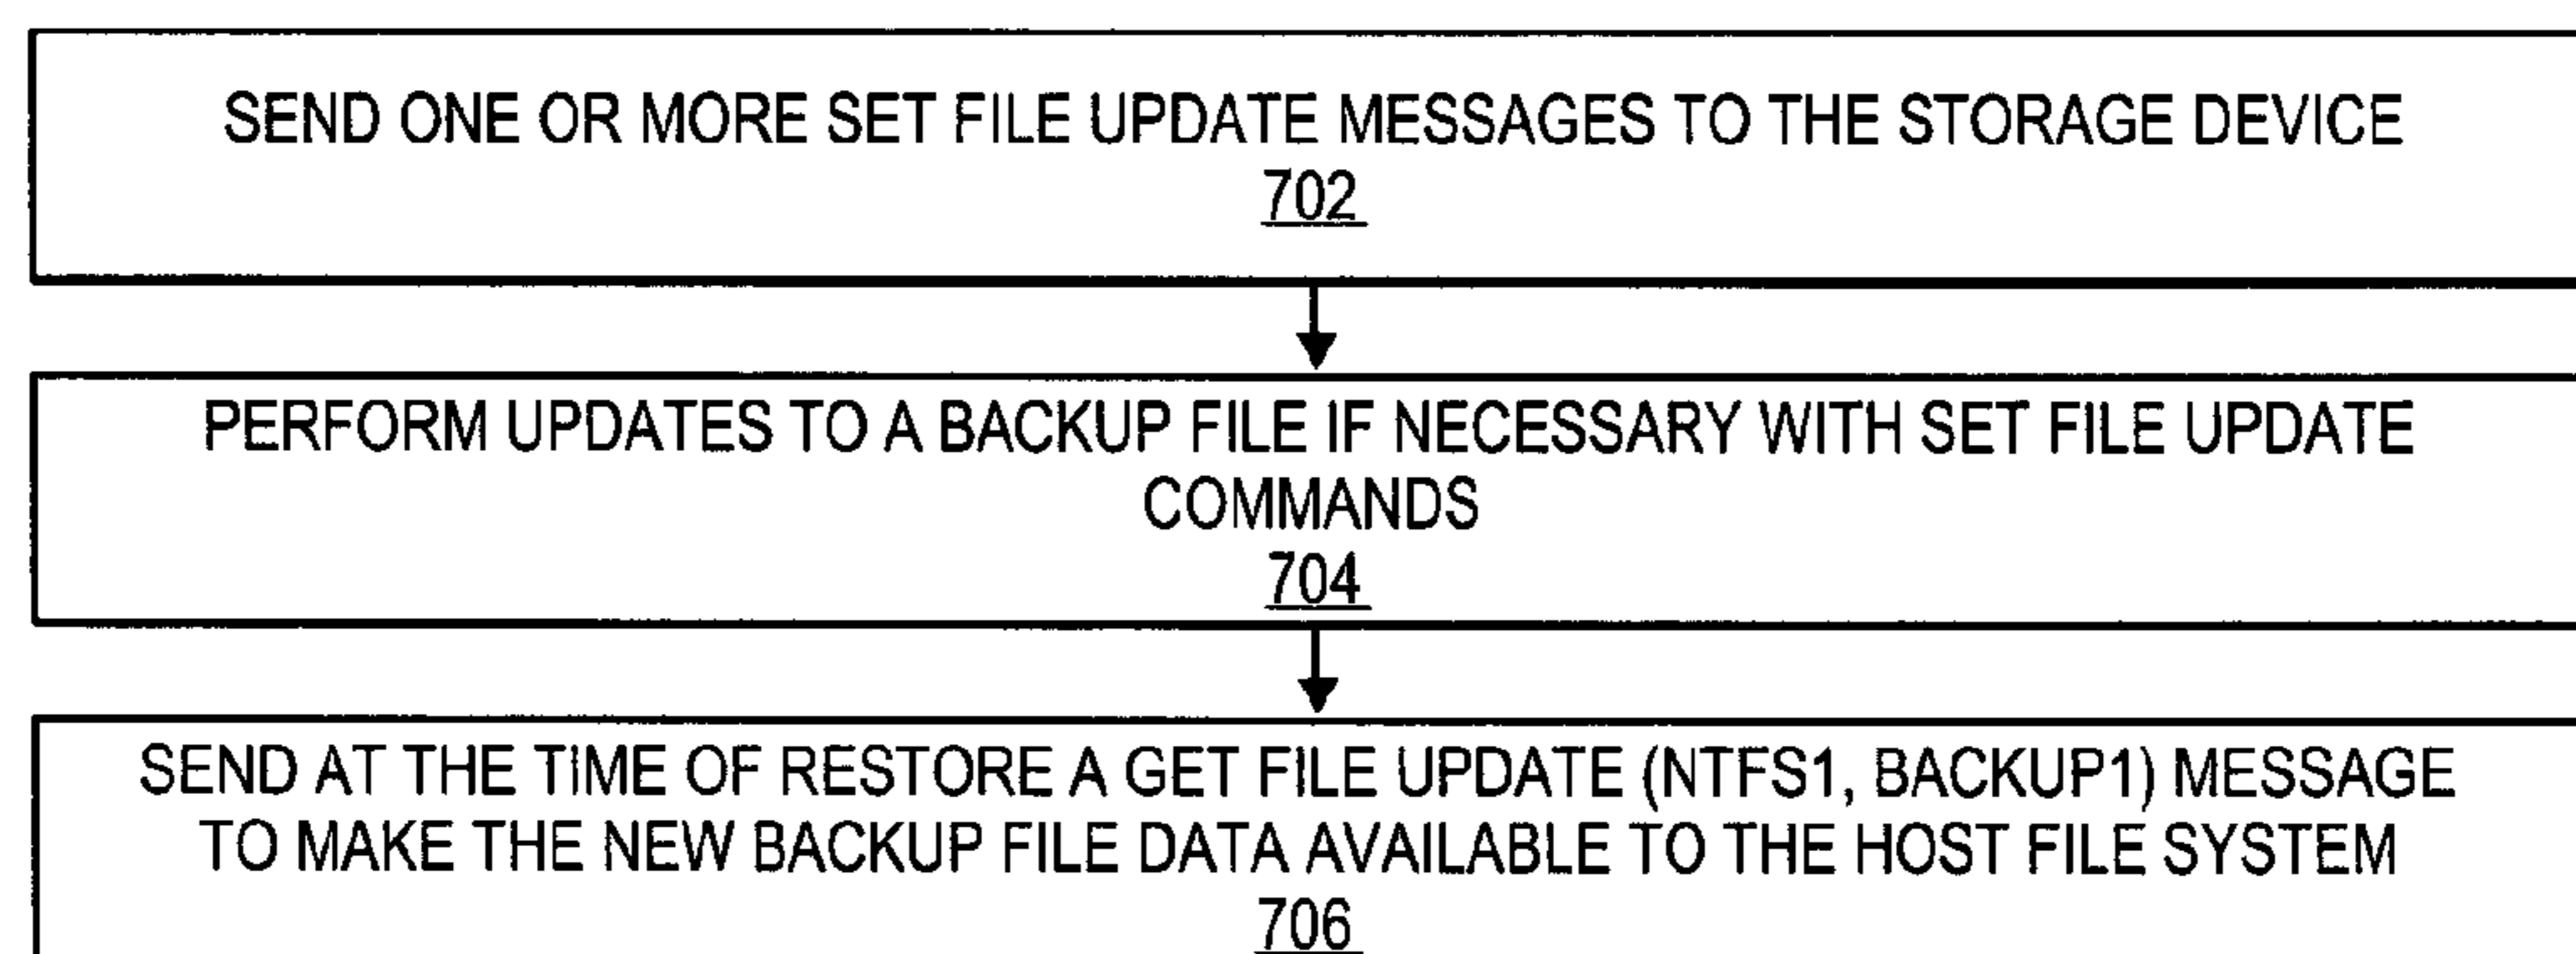 SEND ONE OR MORE SET FILE UPDATE MESSAGES TO THE STORAGE DEVICE
702
PERFORM UPDATES TO A BACKUP FILE IF NECESSARY WITH SET FILE UPDATE
COMMANDS
704
SEND AT THE TIME OF RESTORE A GET FILE UPDATE (NTFS1, BACKUP1) MESSAGE
TO MAKE THE NEW BACKUP FILE DATA AVAILABLE TO THE HOST FILE SYSTEM
706